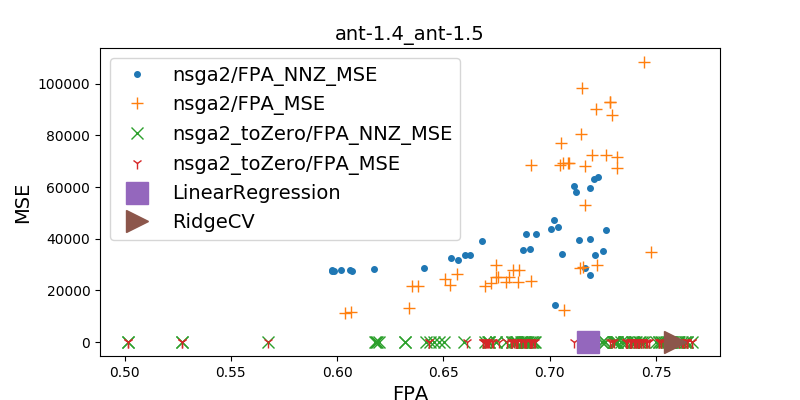 ant-1.4_ant-1.5
MSE
100000
80000
60000
40000
20000
0
nsga2/FPA_NNZ_MSE
nsga2/FPA_MSE
nsga2_toZero/FPA_NNZ_MSE
nsga2_toZero/FPA_MSE
LinearRegression
RidgeCV
0.50 0.55 0.60 0.65 0.70 0.75
FPA